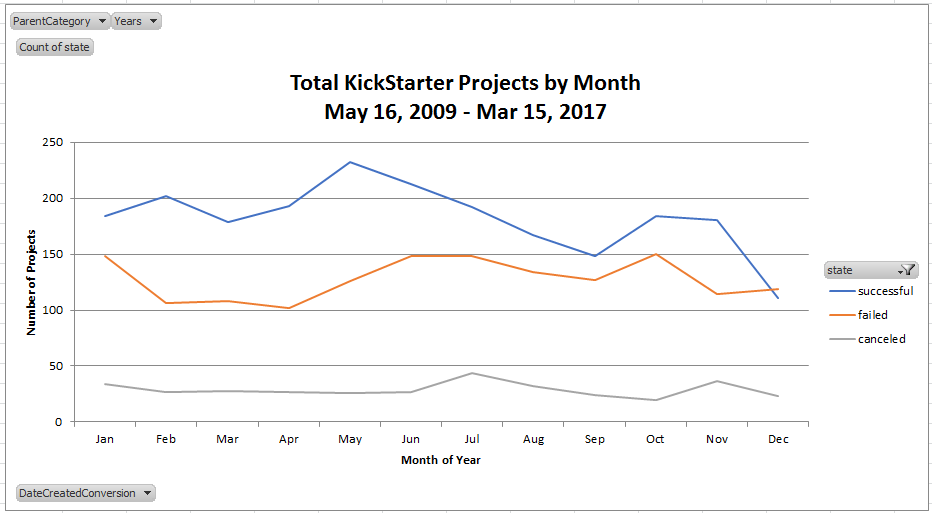 ParentCategory Years
Count of state
Total KickStarter Projects by Month
May 16, 2009 - Mar 15, 2017
250
200
150
100
50
0
Number of Projects
Jan Feb Mar Apr May Jun Jul Aug Sep Oct Nov Dec
Month of Year
state
successful
failed
canceled
DateCreatedConversion